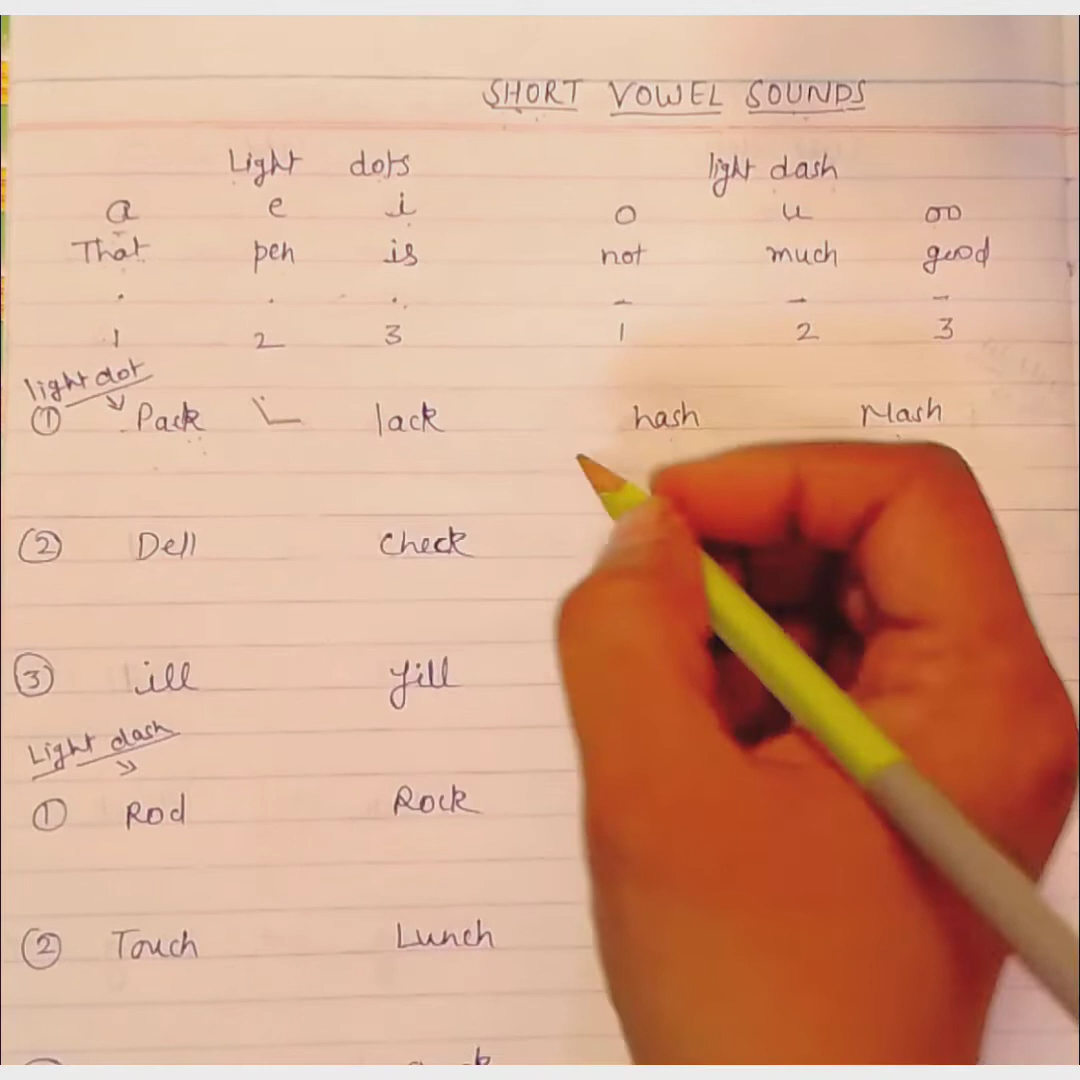 SHORT VOWEL SOUNDS
Light dots light dash
a e i o u oo
That pen is not much good
. . . – – –
1 2 3 1 2 3
light dot
① Pack lack hash Mash
② Dell Check
③ ill Jill
Light dash
① Rod Rock
② Touch Lunch